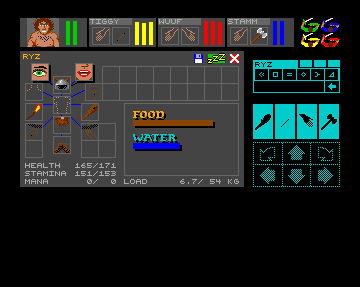 TIGGY WUUF STAMM
RYZ
zZZ
RYZ
FOOD
WATER
HEALTH 165/171
STAMINA 151/153
MANA 0/ 0
LOAD 6.7/ 54 KG